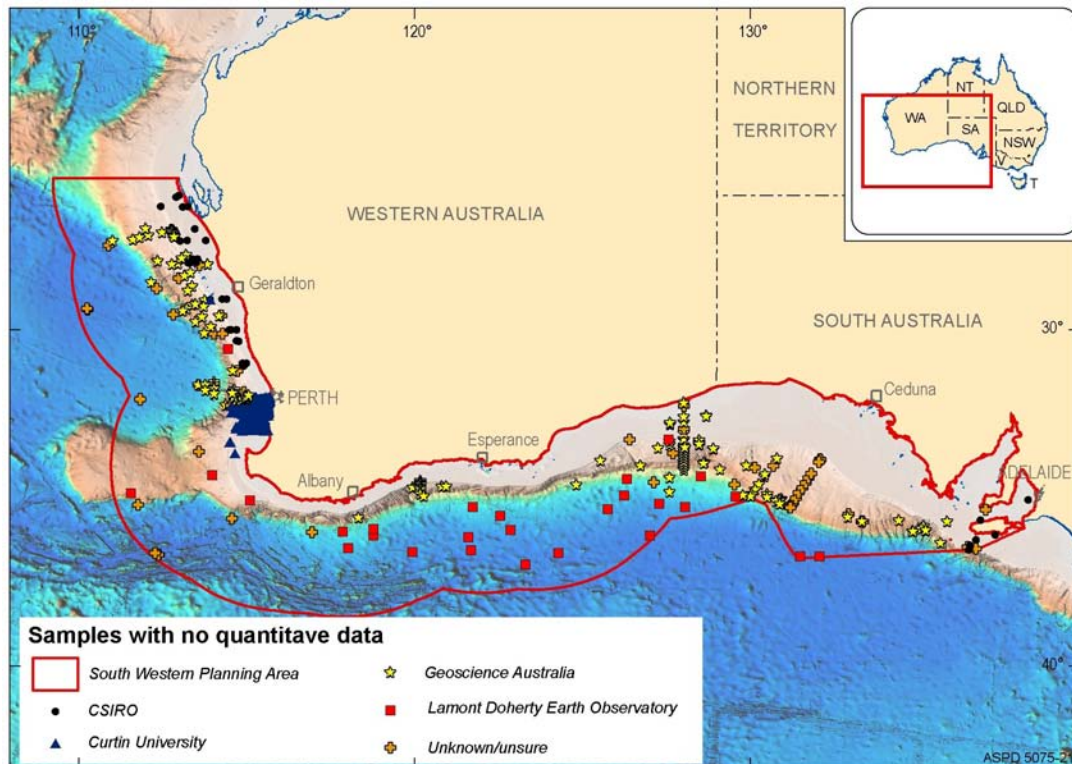 110°
120°
130°
NORTHERN
TERRITORY
NT
QLD
WA
SA
NSW
V
T
WESTERN AUSTRALIA
Geraldton
SOUTH AUSTRALIA
30°
PERTH
Ceduna
Esperance
Albany
ADELAIDE
Samples with no quantitave data
South Western Planning Area
Geoscience Australia
CSIRO
Lamont Doherty Earth Observatory
Curtin University
Unknown/unsure
40°
ASPD 5075-21